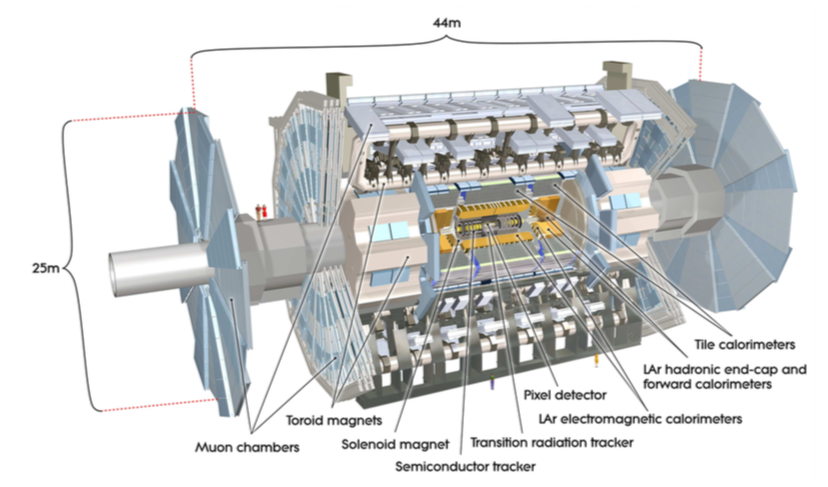 44m
25m
Tile calorimeters
LAr hadronic end-cap and
forward calorimeters
Pixel detector
LAr electromagnetic calorimeters
Toroid magnets
Muon chambers
Solenoid magnet
Transition radiation tracker
Semiconductor tracker